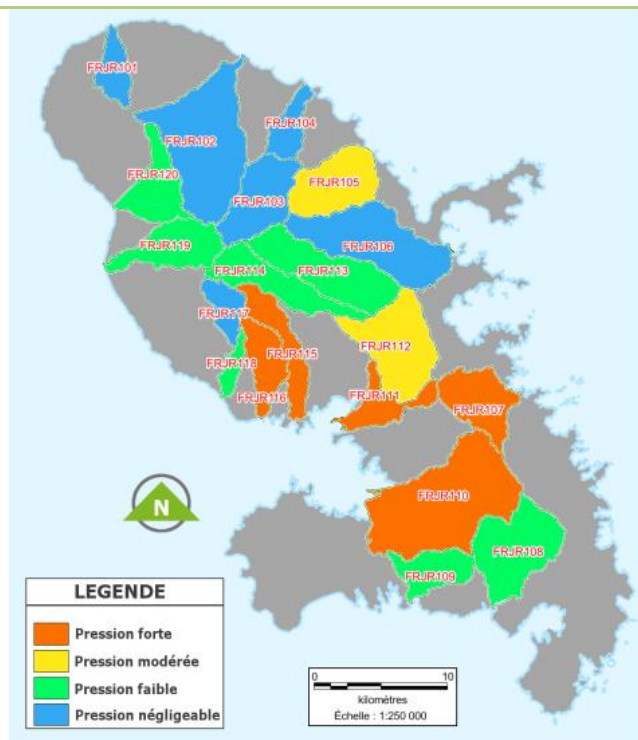 FRJR101
FRJR104
FRJR102
FRJR120
FRJR105
FRJR103
FRJR106
FRJR119
FRJR114
FRJR113
FRJR117
FRJR112
FRJR115
FRJR118
FRJR116
FRJR111
FRJR107
FRJR110
FRJR108
FRJR109
N
LEGENDE
Pression forte
Pression modérée
Pression faible
Pression négligeable
0 10
kilomètres
Échelle : 1:250 000